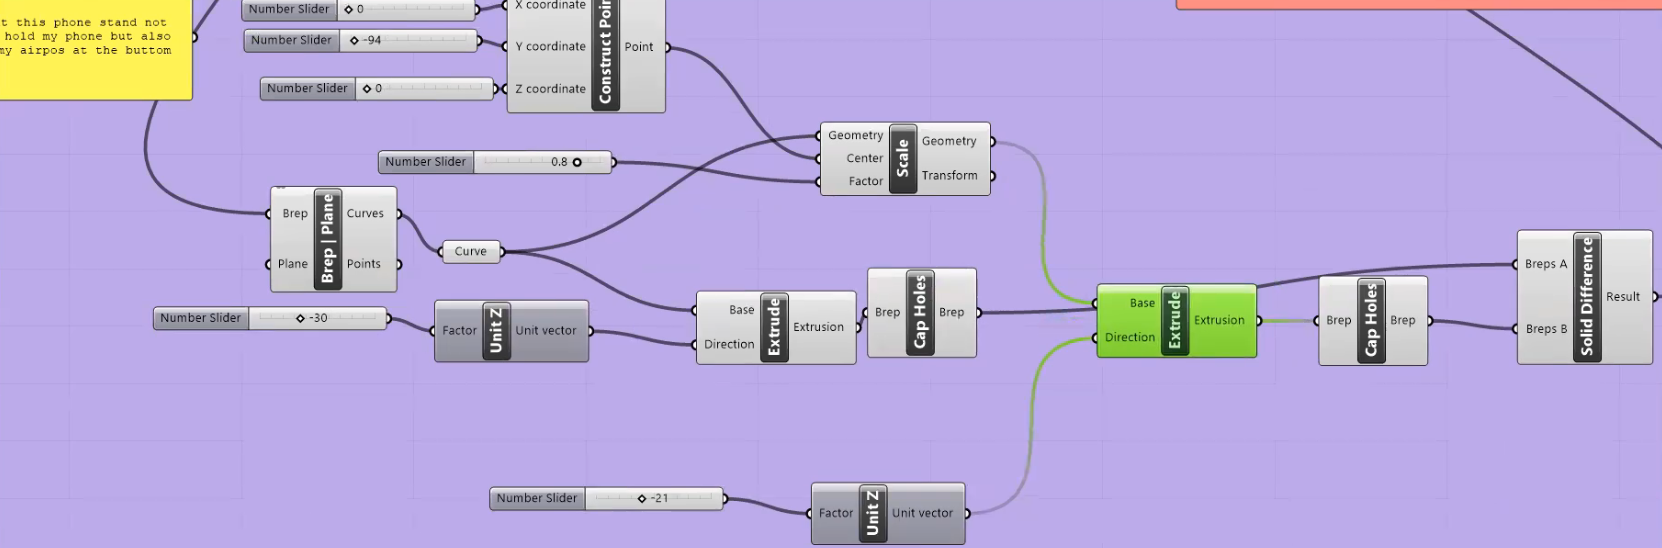 t this phone stand not
hold my phone but also
my airpos at the buttom
Number Slider 0
Number Slider -94
Number Slider 0
X coordinate
Y coordinate
Z coordinate
Construct Poin
Point
Number Slider 0.8
Geometry
Center
Factor
Scale
Geometry
Transform
Brep
Plane
Brep | Plane
Curves
Points
Curve
Number Slider -30
Factor
Unit Z
Unit vector
Base
Direction
Extrude
Extrusion
Brep
Cap Holes
Brep
Base
Direction
Extrude
Extrusion
Brep
Cap Holes
Brep
Breps A
Breps B
Solid Difference
Result
Number Slider -21
Factor
Unit Z
Unit vector